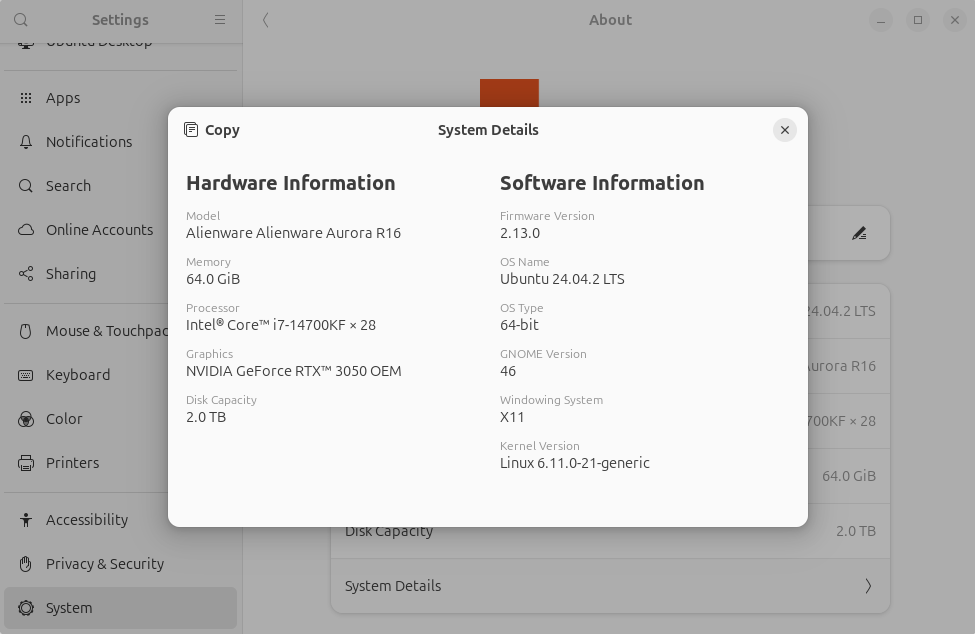 Settings
About
Ubuntu Desktop
Apps
Notifications
Search
Online Accounts
Sharing
Mouse & Touchpad
Keyboard
Color
Printers
Accessibility
Privacy & Security
System
Copy
System Details
Hardware Information
Model
Alienware Alienware Aurora R16
Memory
64.0 GiB
Processor
Intel® Core™ i7-14700KF × 28
Graphics
NVIDIA GeForce RTX™ 3050 OEM
Disk Capacity
2.0 TB
Software Information
Firmware Version
2.13.0
OS Name
Ubuntu 24.04.2 LTS
OS Type
64-bit
GNOME Version
46
Windowing System
X11
Kernel Version
Linux 6.11.0-21-generic
24.04.2 LTS
Aurora R16
700KF × 28
64.0 GiB
Disk Capacity
2.0 TB
System Details